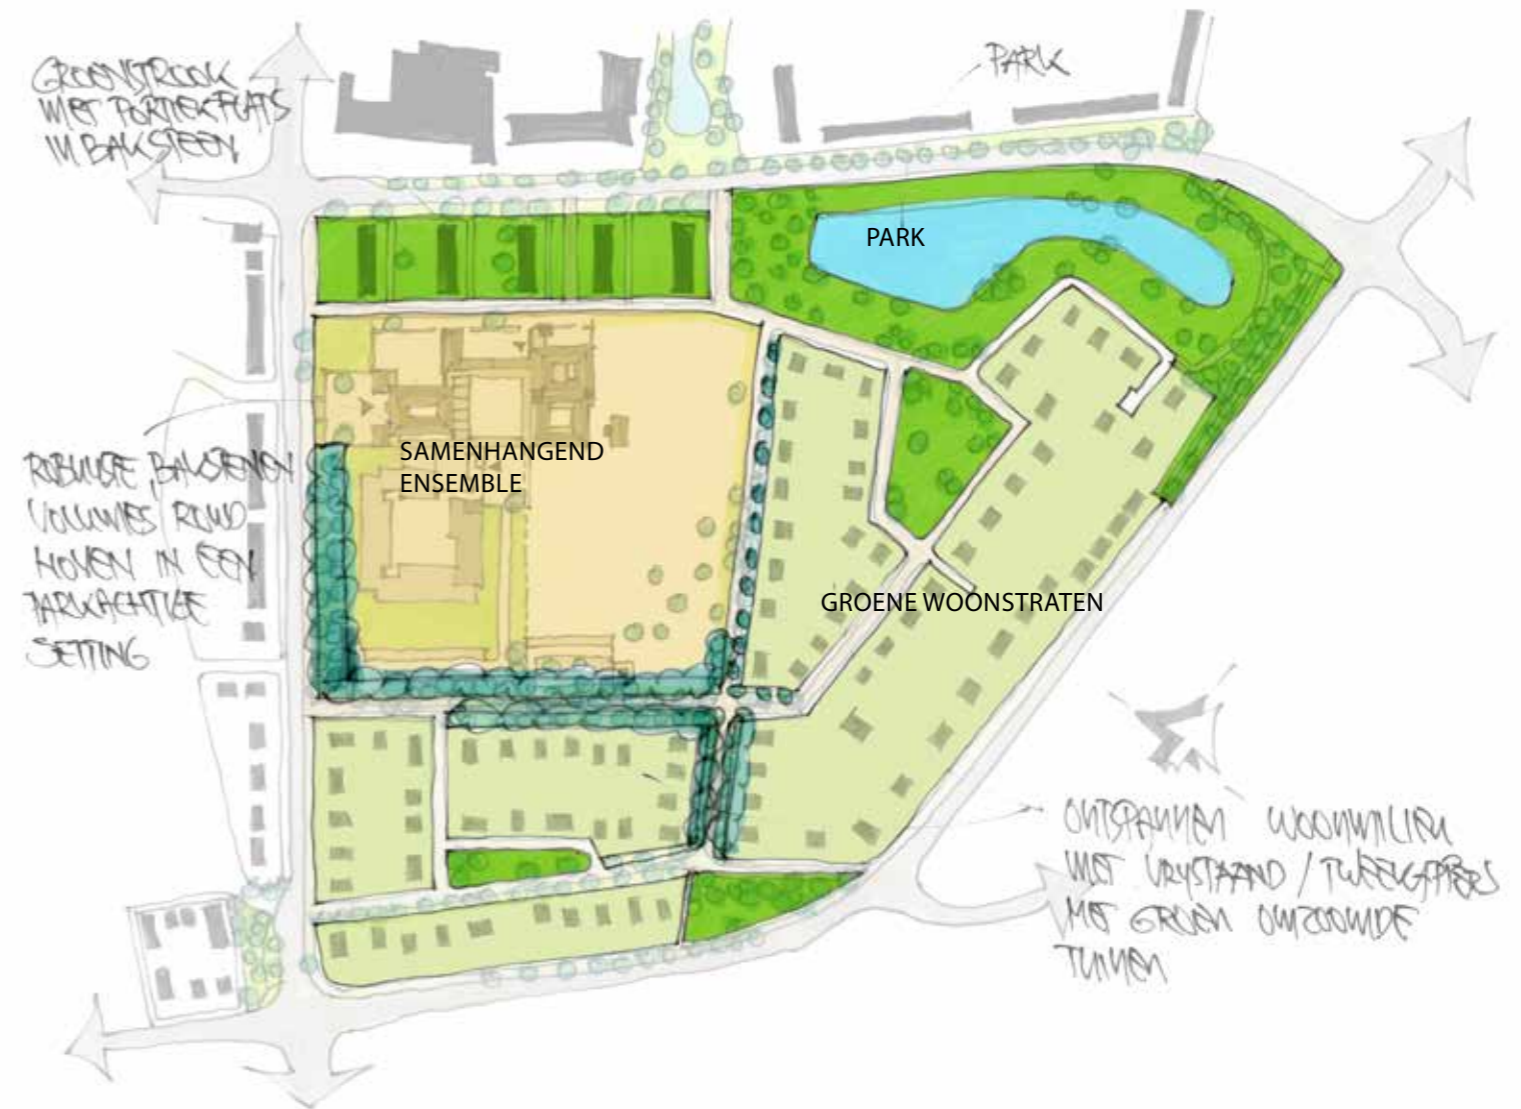 GROENSTROOK
MET PORTIEKFLATS
IN BAKSTEEN
PARK
PARK
SAMENHANGEND
ENSEMBLE
ROBUUSTE, BAKSTENEN
VOLUMES ROND
HOVEN IN EEN
PARKACHTIGE
SETTING
GROENE WOONSTRATEN
ONTSPANNEN WOONMILIEU
MET VRYSTAAND / TWEEKAPPERS
MET GROEN OMZOOMDE
TUINEN